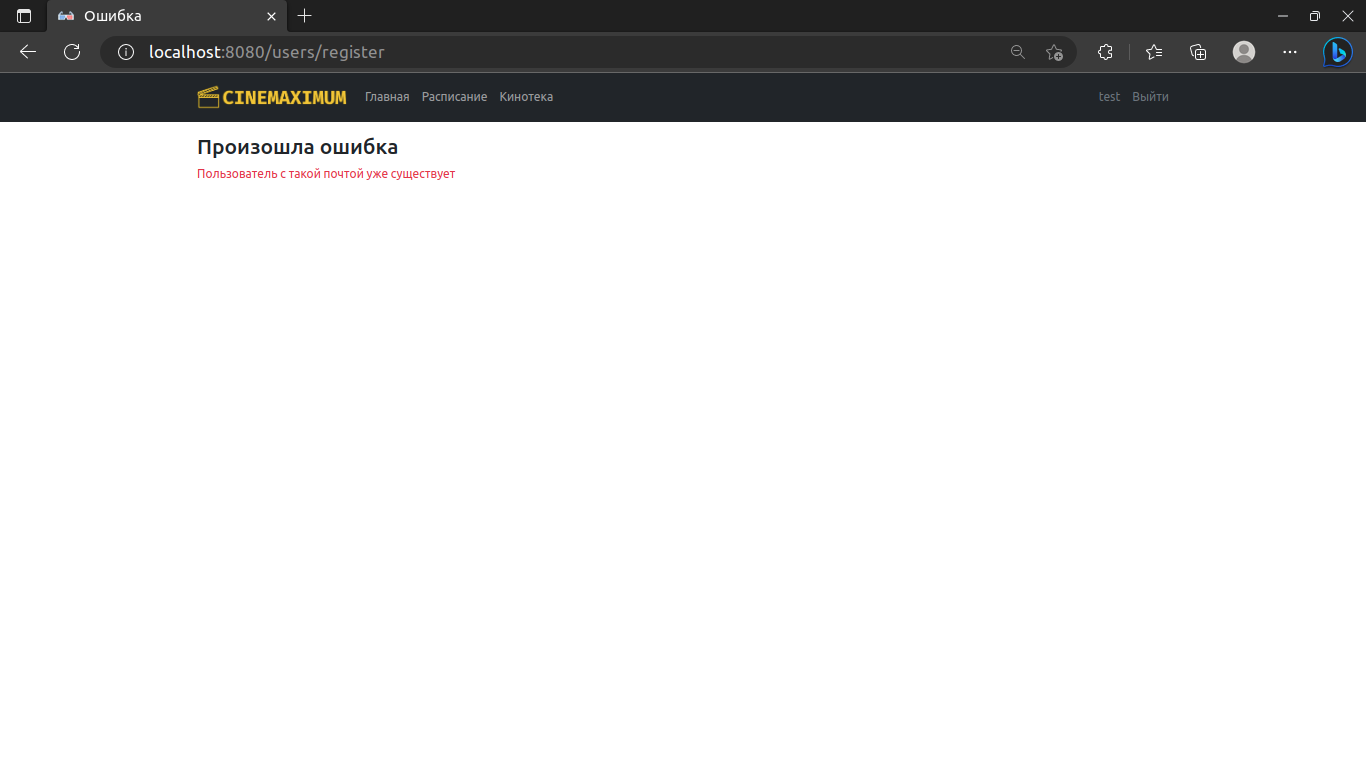 Ошибка
localhost:8080/users/register
CINEMAXIMUM Главная Расписание Кинотека test Выйти
Произошла ошибка
Пользователь с такой почтой уже существует